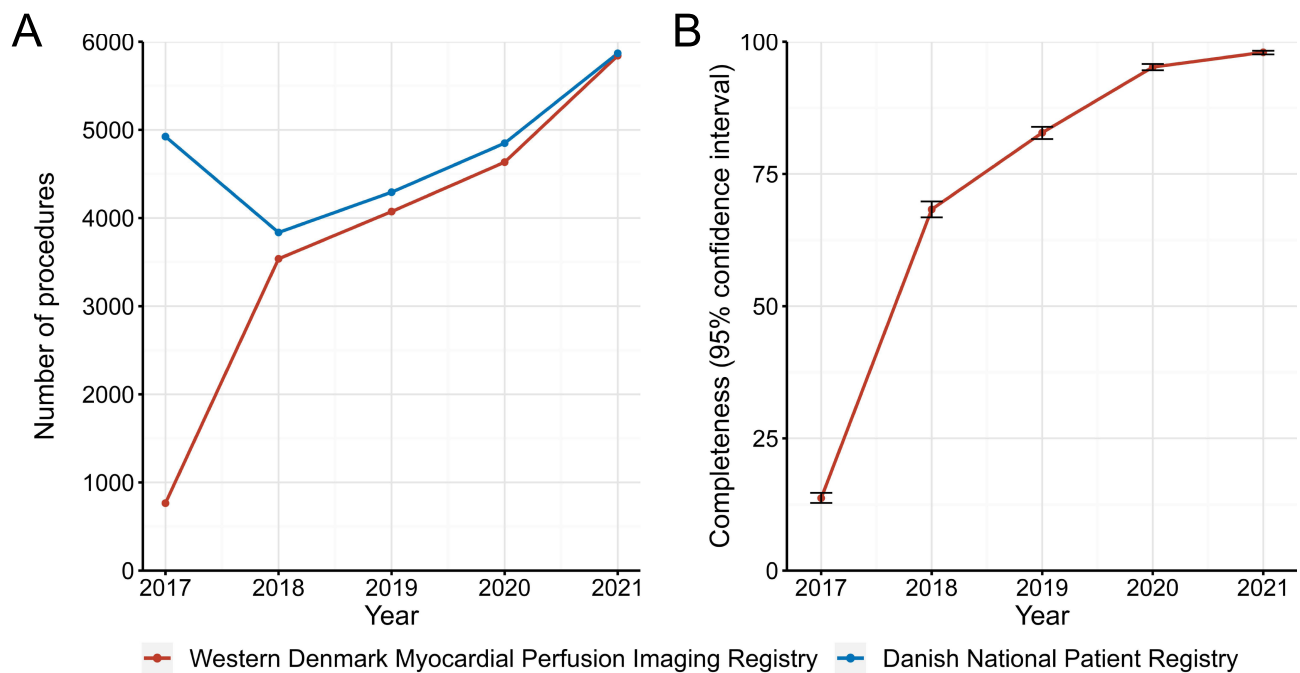 A
Number of procedures
6000
5000
4000
3000
2000
1000
0
2017 2018 2019 2020 2021
Year
B
Completeness (95% confidence interval)
100
75
50
25
0
2017 2018 2019 2020 2021
Year
Western Denmark Myocardial Perfusion Imaging Registry Danish National Patient Registry